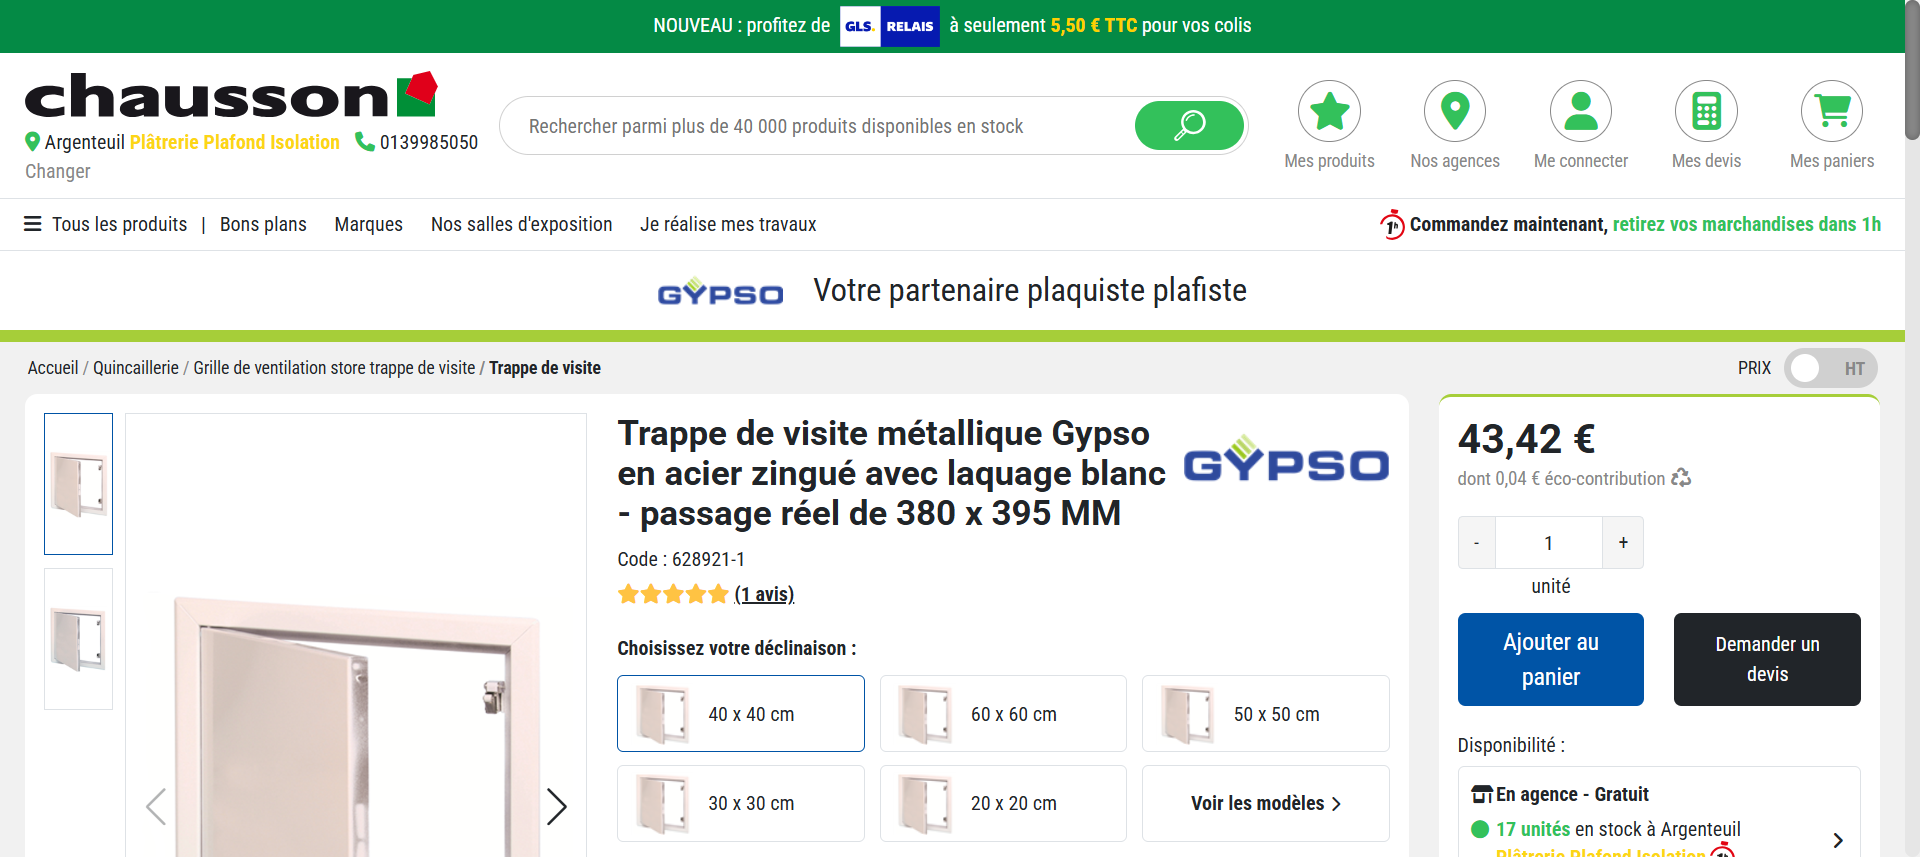 NOUVEAU : profitez de GLS. RELAIS à seulement 5,50 € TTC pour vos colis
chausson
Argenteuil Plâtrerie Plafond Isolation 0139985050
Changer
Rechercher parmi plus de 40 000 produits disponibles en stock
Mes produits
Nos agences
Me connecter
Mes devis
Mes paniers
Tous les produits | Bons plans Marques Nos salles d'exposition Je réalise mes travaux
1h Commandez maintenant, retirez vos marchandises dans 1h
GYPSO Votre partenaire plaquiste plafiste
Accueil / Quincaillerie / Grille de ventilation store trappe de visite / Trappe de visite
PRIX HT
Trappe de visite métallique Gypso
en acier zingué avec laquage blanc
- passage réel de 380 x 395 MM
GYPSO
Code : 628921-1
(1 avis)
Choisissez votre déclinaison :
40 x 40 cm
60 x 60 cm
50 x 50 cm
30 x 30 cm
20 x 20 cm
Voir les modèles
43,42 €
dont 0,04 € éco-contribution
- 1 +
unité
Ajouter au
panier
Demander un
devis
Disponibilité :
En agence - Gratuit
17 unités en stock à Argenteuil
Plâtrerie Plafond Isolation